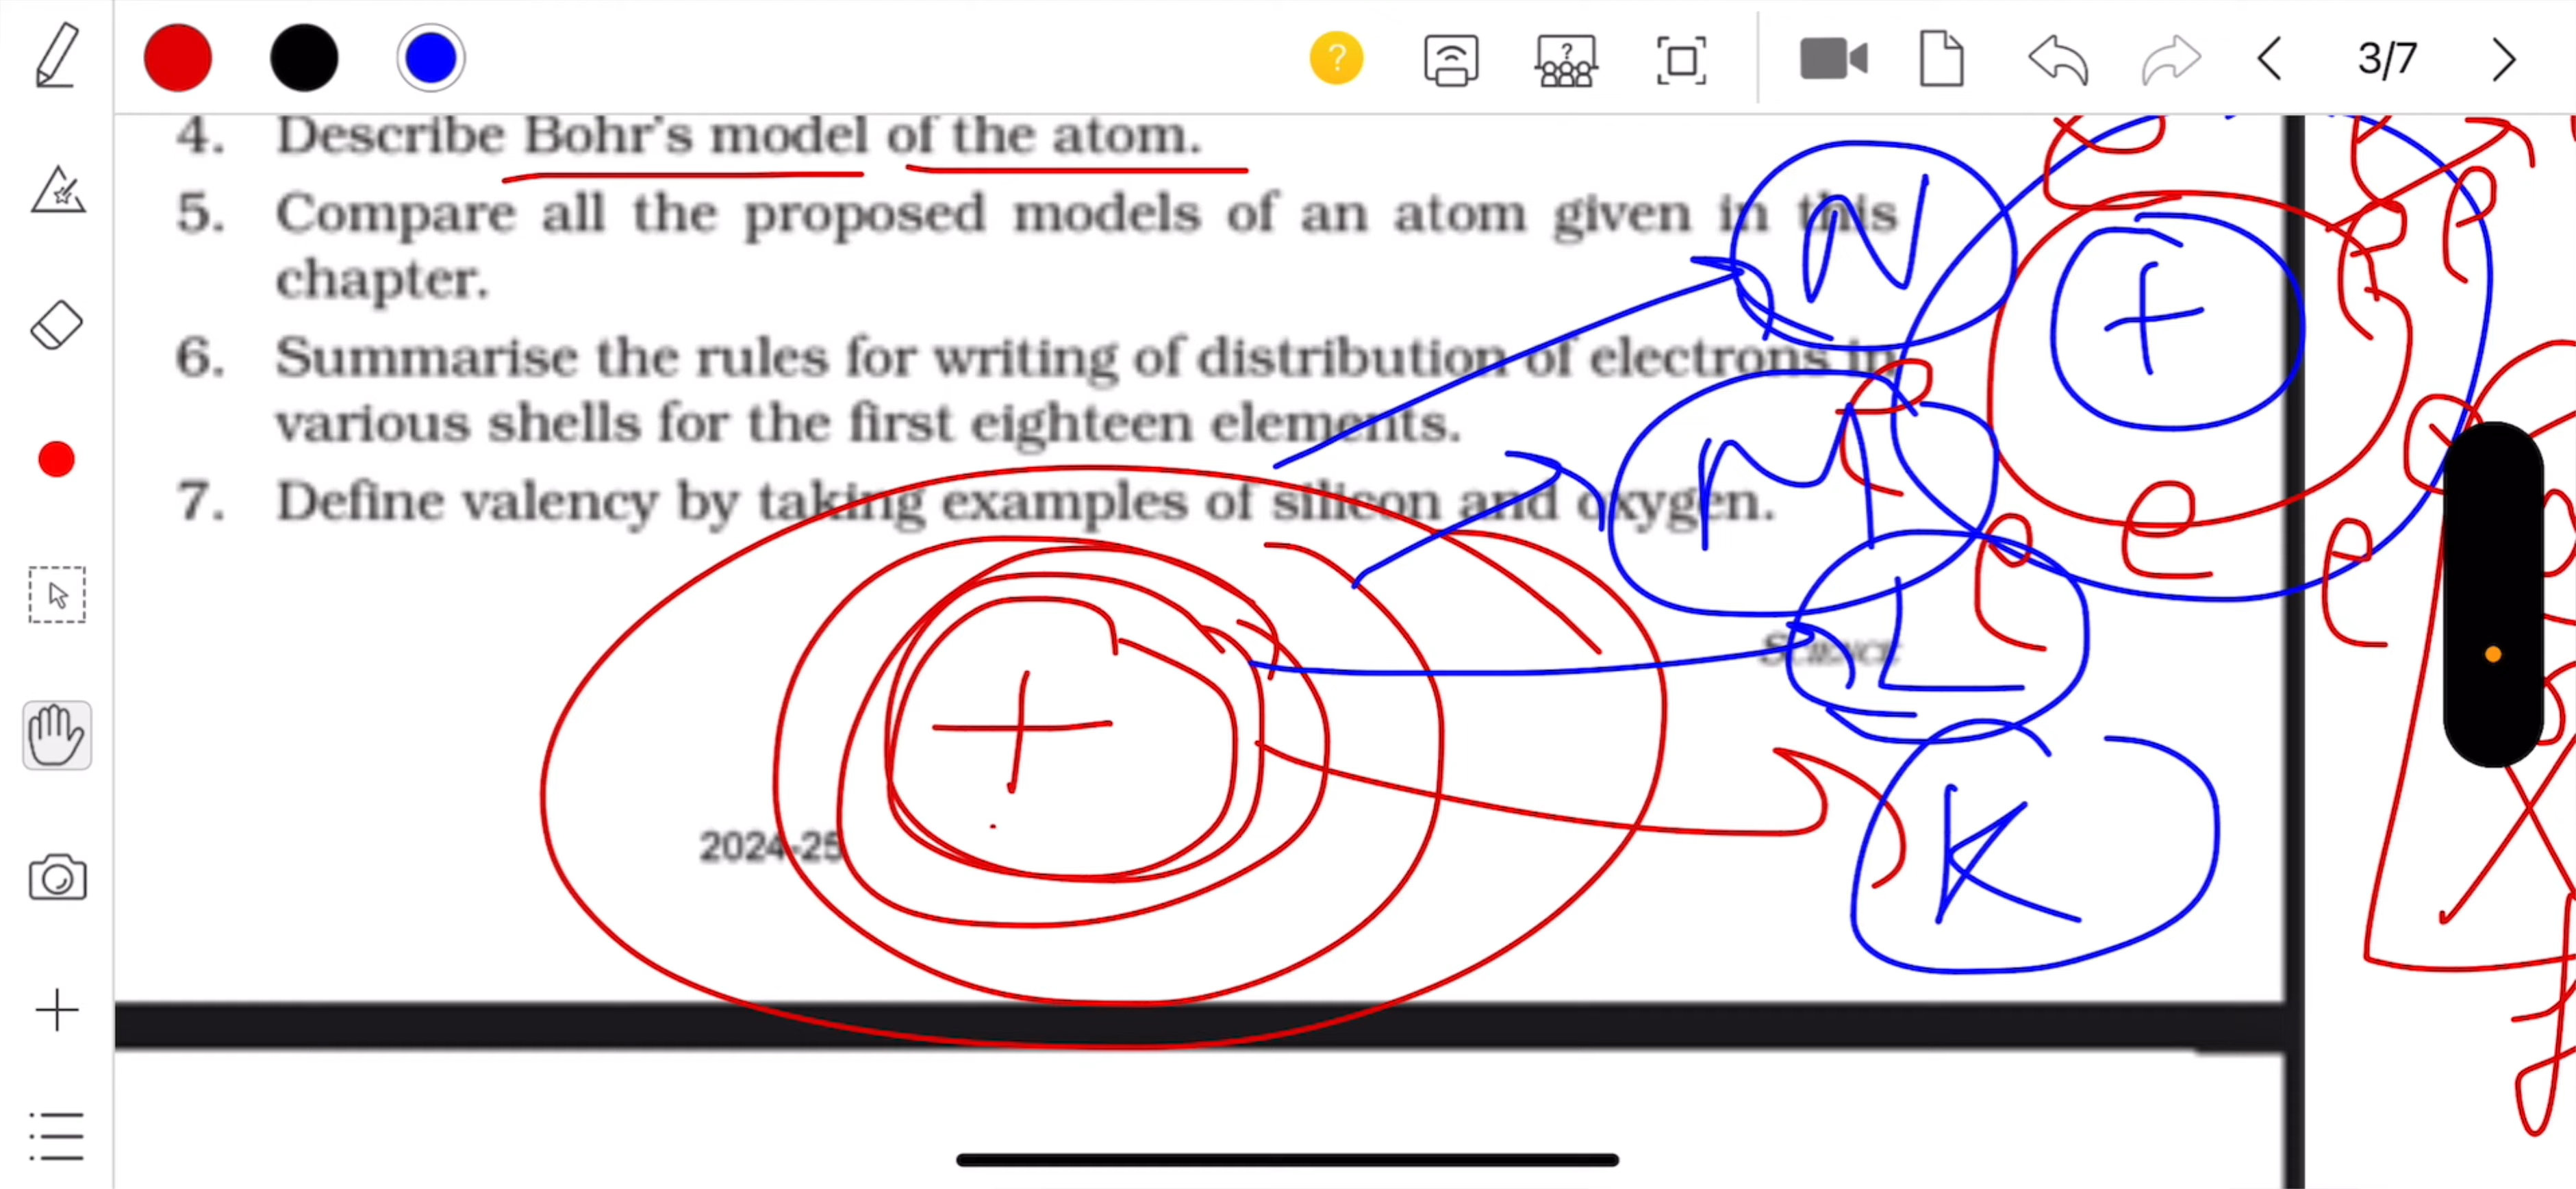 3/7
4. Describe Bohr's model of the atom.
5. Compare all the proposed models of an atom given in this
chapter.
6. Summarise the rules for writing of distribution of electrons in
various shells for the first eighteen elements.
7. Define valency by taking examples of silicon and oxygen.
N
+
e
e
e
M
e
e
e
e
L
SCIENCE
+
K
2024-25